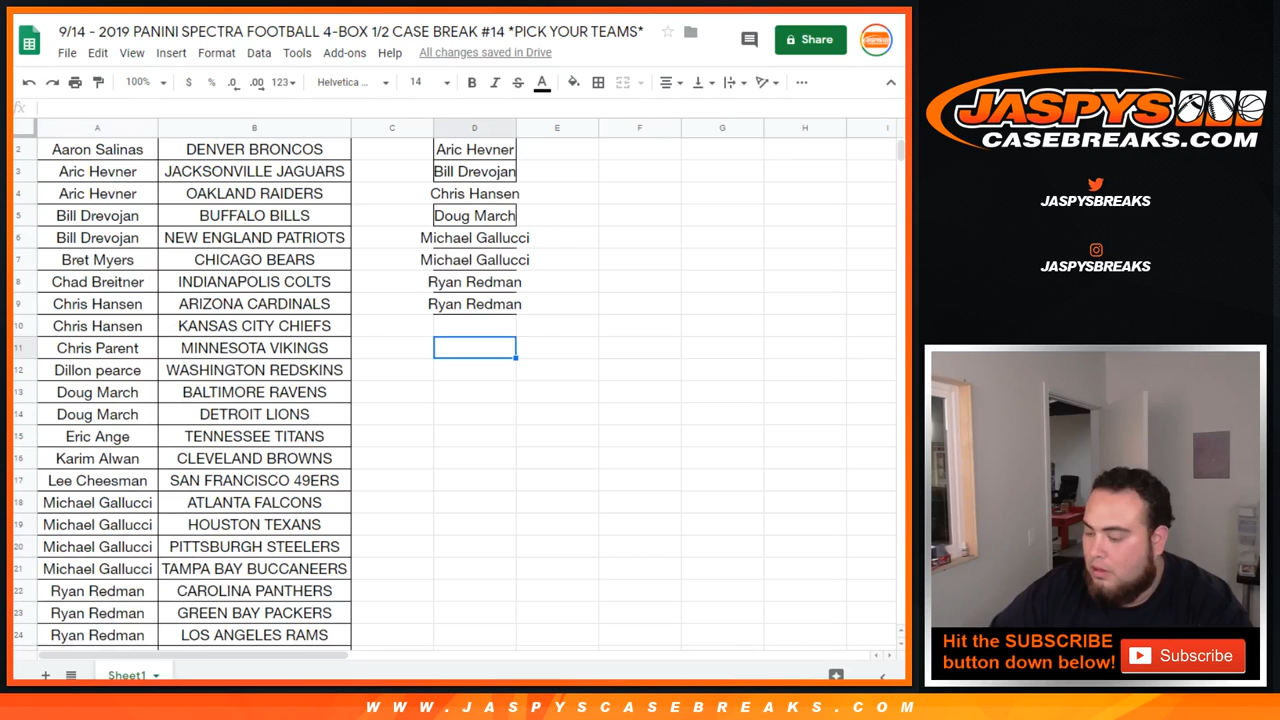 9/14 - 2019 PANINI SPECTRA FOOTBALL 4-BOX 1/2 CASE BREAK #14 *PICK YOUR TEAMS*
File Edit View Format Data Tools Add-ons Help All changes saved in Drive
Share
100% $ % .0 .00 123 Helvetica ... 14 B I S A
fx
A B C D E F G H I
2 Aaron Salinas DENVER BRONCOS Aric Hevner
3 Aric Hevner JACKSONVILLE JAGUARS Bill Drevojan
4 Aric Hevner OAKLAND RAIDERS Chris Hansen
5 Bill Drevojan BUFFALO BILLS Doug March
6 Bill Drevojan NEW ENGLAND PATRIOTS Michael Gallucci
7 Bret Myers CHICAGO BEARS Michael Gallucci
8 Chad Breitner INDIANAPOLIS COLTS Ryan Redman
9 Chris Hansen ARIZONA CARDINALS Ryan Redman
10 Chris Hansen KANSAS CITY CHIEFS
11 Chris Parent MINNESOTA VIKINGS
12 Dillon pearce WASHINGTON REDSKINS
13 Doug March BALTIMORE RAVENS
14 Doug March DETROIT LIONS
15 Eric Ange TENNESSEE TITANS
16 Karim Alwan CLEVELAND BROWNS
17 Lee Cheesman SAN FRANCISCO 49ERS
18 Michael Gallucci ATLANTA FALCONS
19 Michael Gallucci HOUSTON TEXANS
20 Michael Gallucci PITTSBURGH STEELERS
21 Michael Gallucci TAMPA BAY BUCCANEERS
22 Ryan Redman CAROLINA PANTHERS
23 Ryan Redman GREEN BAY PACKERS
24 Ryan Redman LOS ANGELES RAMS
Sheet1
JASPYS
CASEBREAKS.COM
JASPYSBREAKS
JASPYSBREAKS
Hit the SUBSCRIBE
button down below!
Subscribe
WWW.JASPYSCASEBREAKS.COM